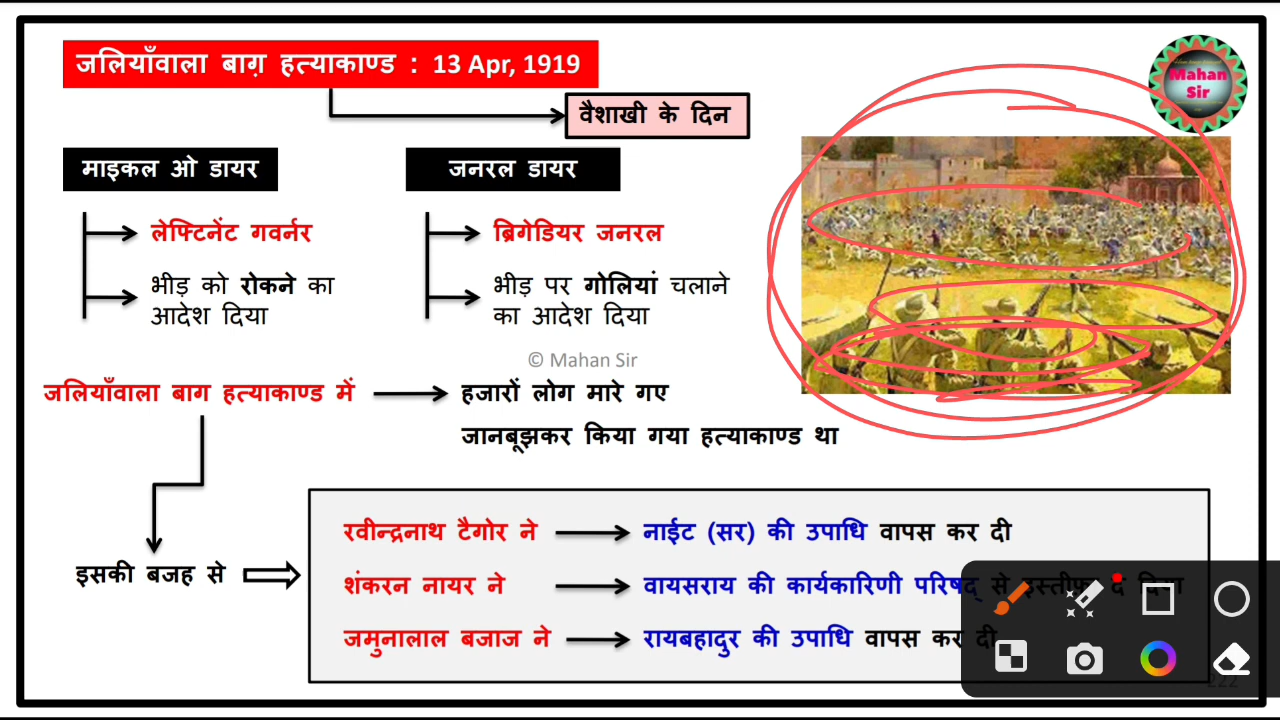 जलियाँवाला बाग़ हत्याकाण्ड : 13 Apr, 1919
वैशाखी के दिन
Mahan
Sir
माइकल ओ डायर
लेफ्टिनेंट गवर्नर
भीड़ को रोकने का
आदेश दिया
जनरल डायर
ब्रिगेडियर जनरल
भीड़ पर गोलियां चलाने
का आदेश दिया
© Mahan Sir
जलियाँवाला बाग हत्याकाण्ड में
हजारों लोग मारे गए
जानबूझकर किया गया हत्याकाण्ड था
इसकी बजह से
रवीन्द्रनाथ टैगोर ने नाईट (सर) की उपाधि वापस कर दी
शंकरन नायर ने वायसराय की कार्यकारिणी परिषद् से इस्तीफा दे दिया
जमुनालाल बजाज ने रायबहादुर की उपाधि वापस कर दी
222